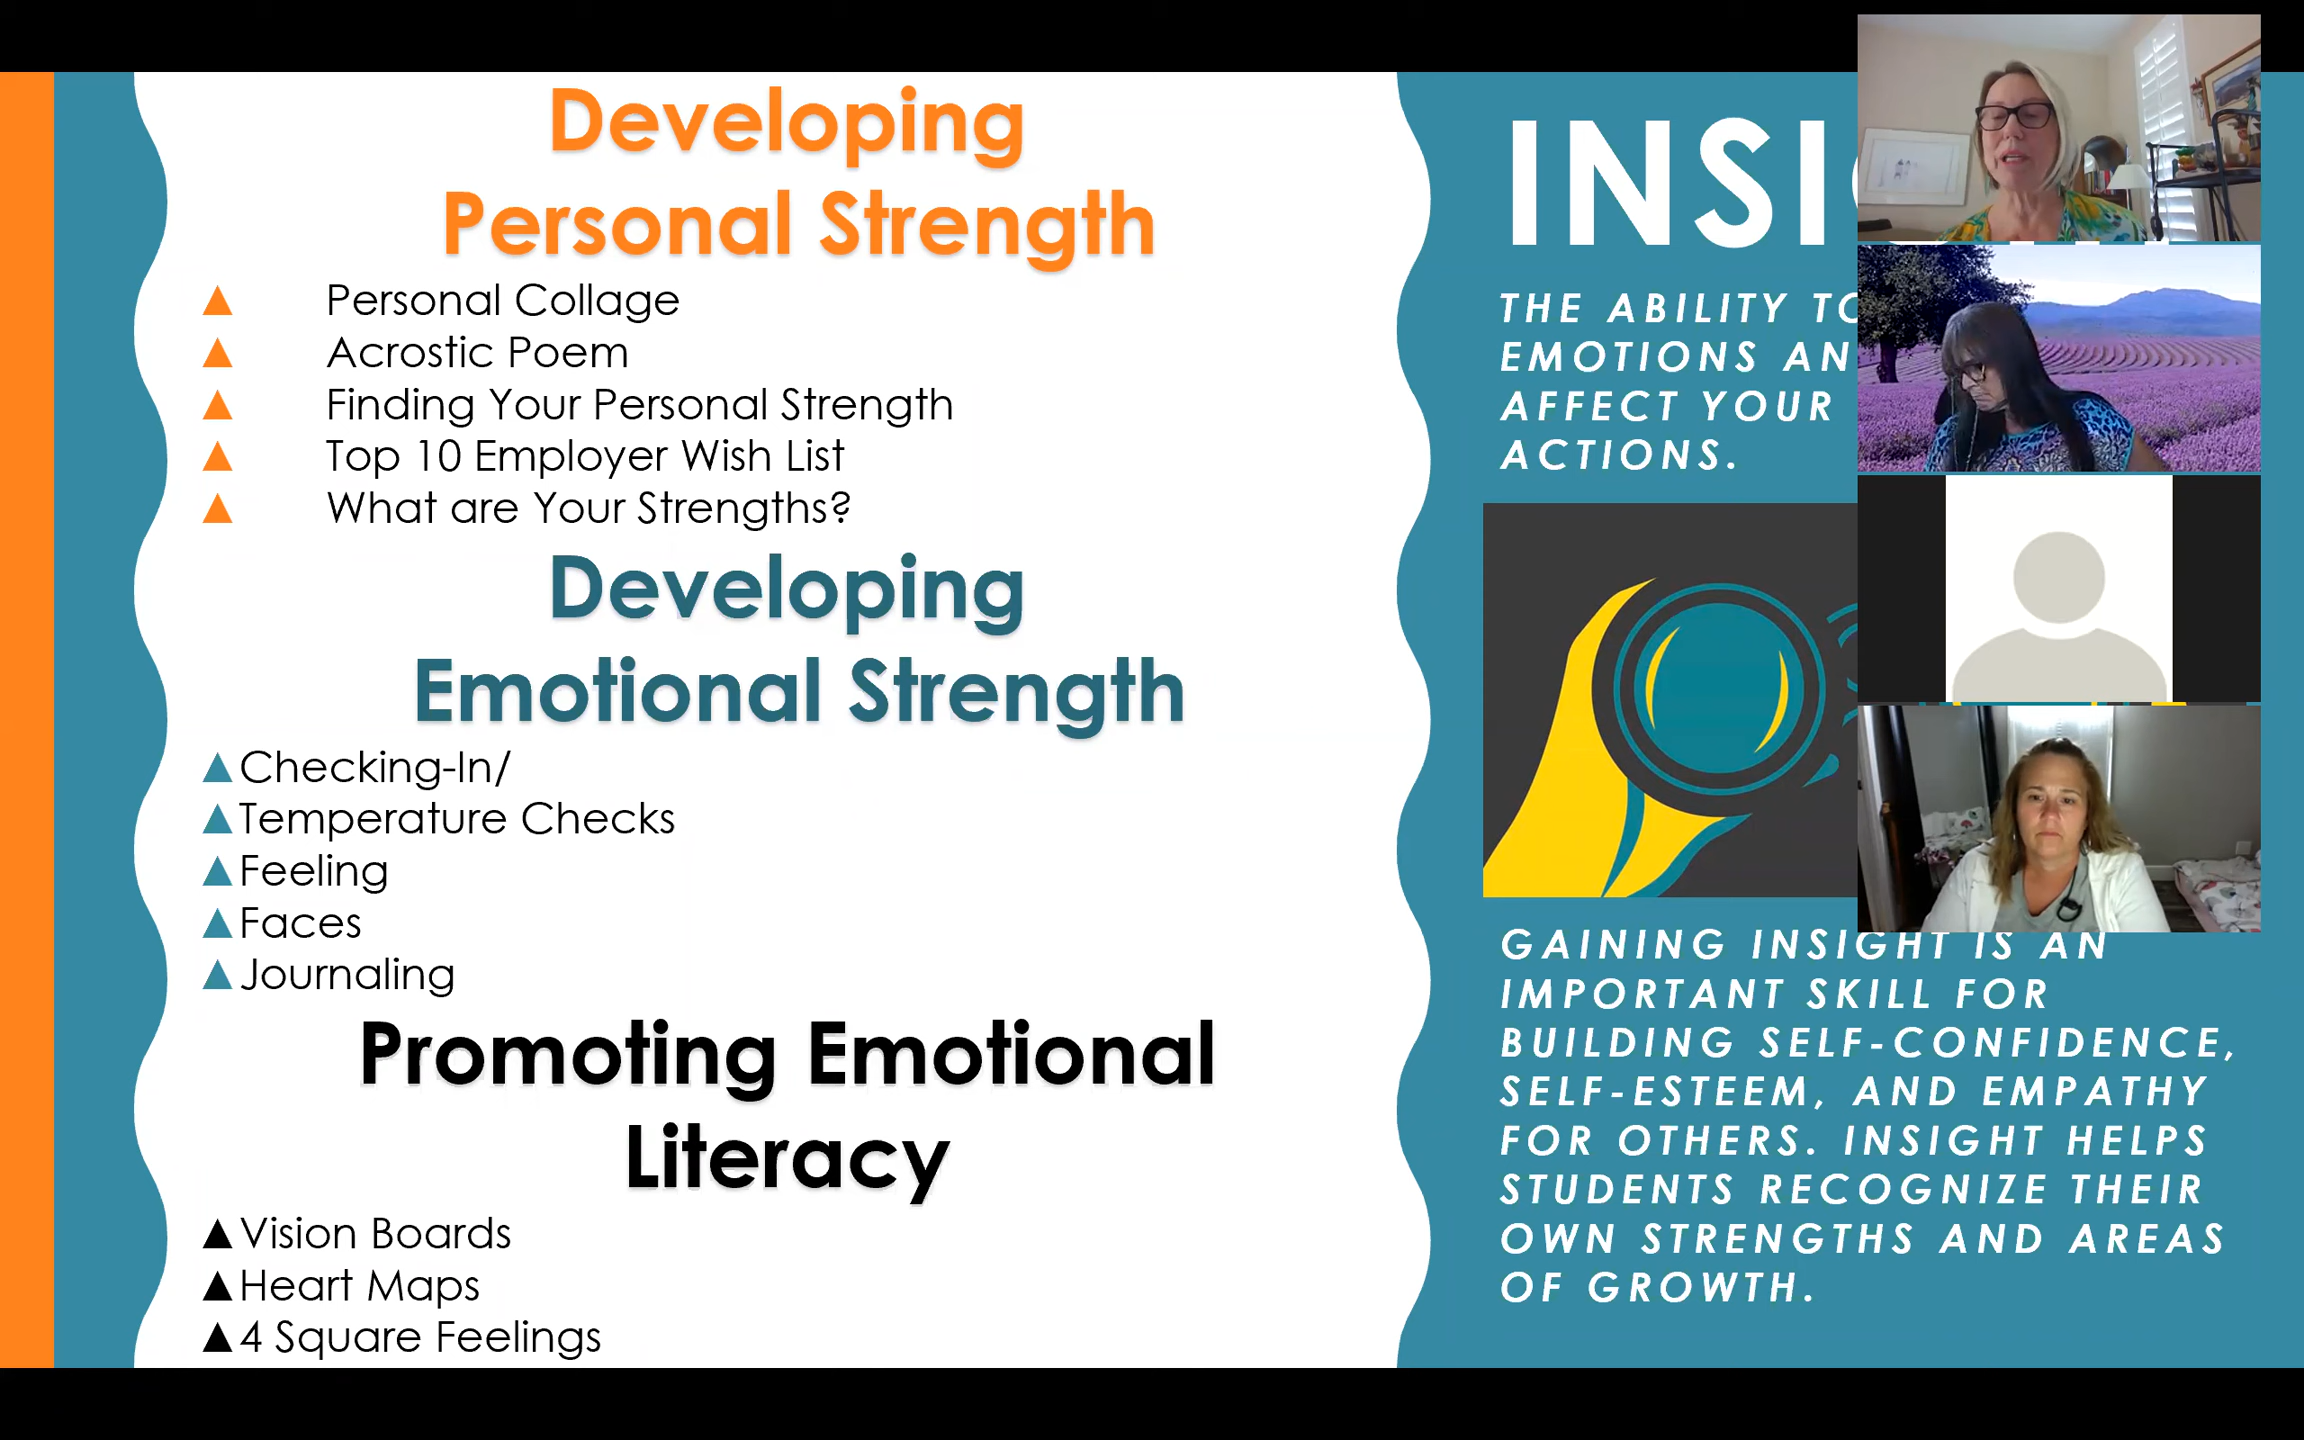 Developing
Personal Strength
Personal Collage
Acrostic Poem
Finding Your Personal Strength
Top 10 Employer Wish List
What are Your Strengths?
Developing
Emotional Strength
Checking-In/
Temperature Checks
Feeling
Faces
Journaling
Promoting Emotional
Literacy
Vision Boards
Heart Maps
4 Square Feelings
THE ABILITY
EMOTIONS
AFFECT YOUR
ACTIONS.
GAINING INSIGHT IS AN
IMPORTANT SKILL FOR
BUILDING SELF-CONFIDENCE,
SELF-ESTEEM, AND EMPATHY
FOR OTHERS. INSIGHT HELPS
STUDENTS RECOGNIZE THEIR
OWN STRENGTHS AND AREAS
OF GROWTH.